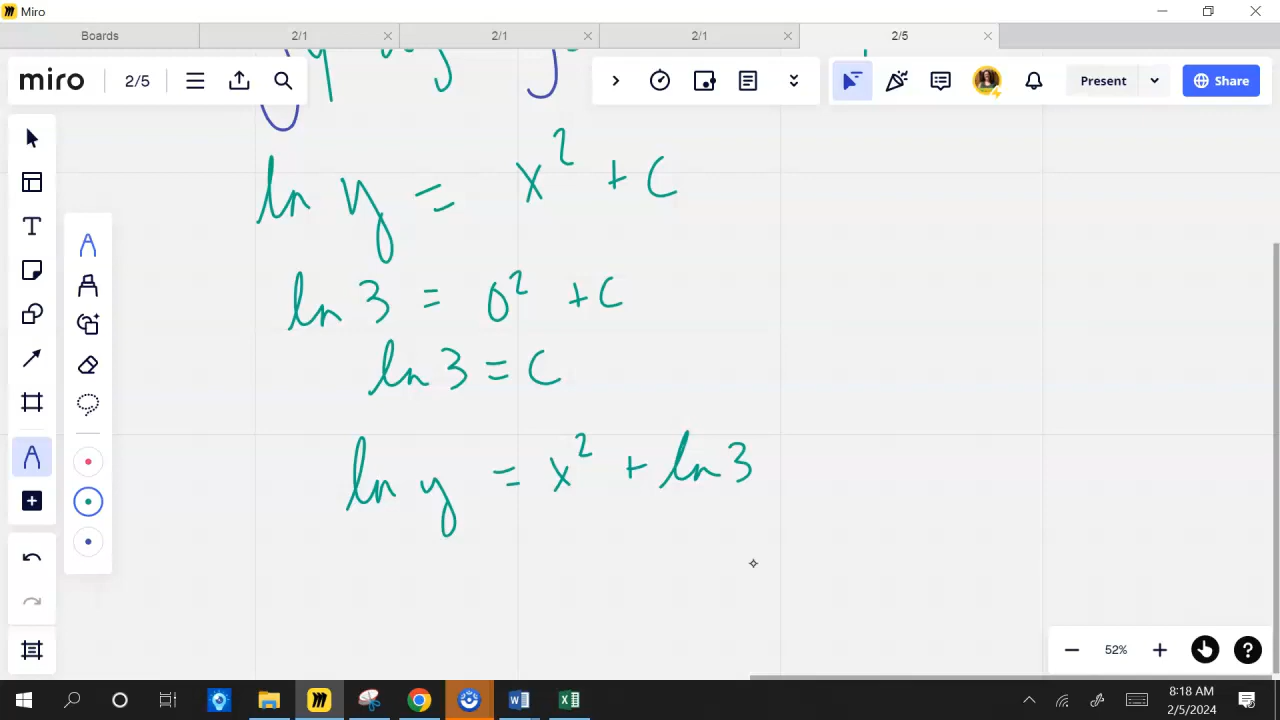 Miro
Boards
2/1
2/1
2/1
2/5
miro
2/5
Present
Share
ln y = x² + C
ln 3 = 0² + C
ln 3 = C
ln y = x² + ln 3
52%
8:18 AM
2/5/2024